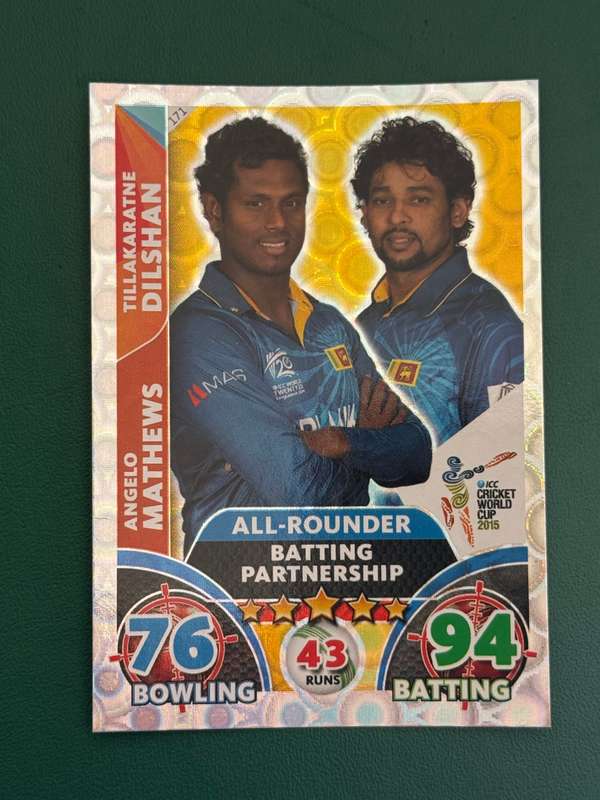 171
TILLAKARATNE
DILSHAN
ANGELO
MATHEWS
MAS
ICC WORLD
TWENTY20
ICC
CRICKET
WORLD
CUP
2015
ALL-ROUNDER
BATTING
PARTNERSHIP
76
BOWLING
43
RUNS
94
BATTING